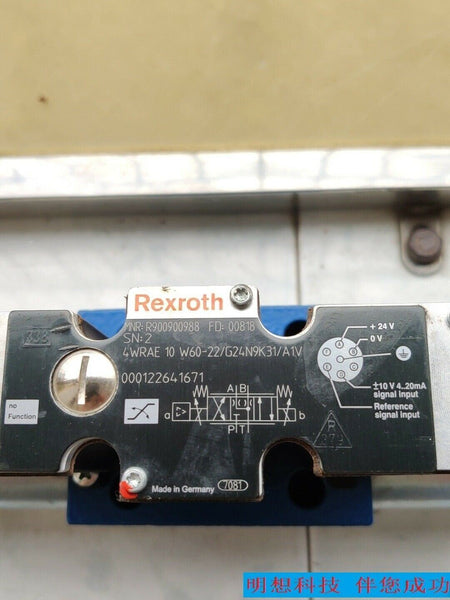 Rexroth
MNR: R900900988 FD: 00818
SN: 2
4WRAE 10 W60-22/G24N9K31/A1V
000122641671
no
Function
a
A B
P T
b
+ 24 V
0 V
±10 V 4..20mA
signal input
Reference
signal input
R
Made in Germany
7081
明想科技 伴您成功